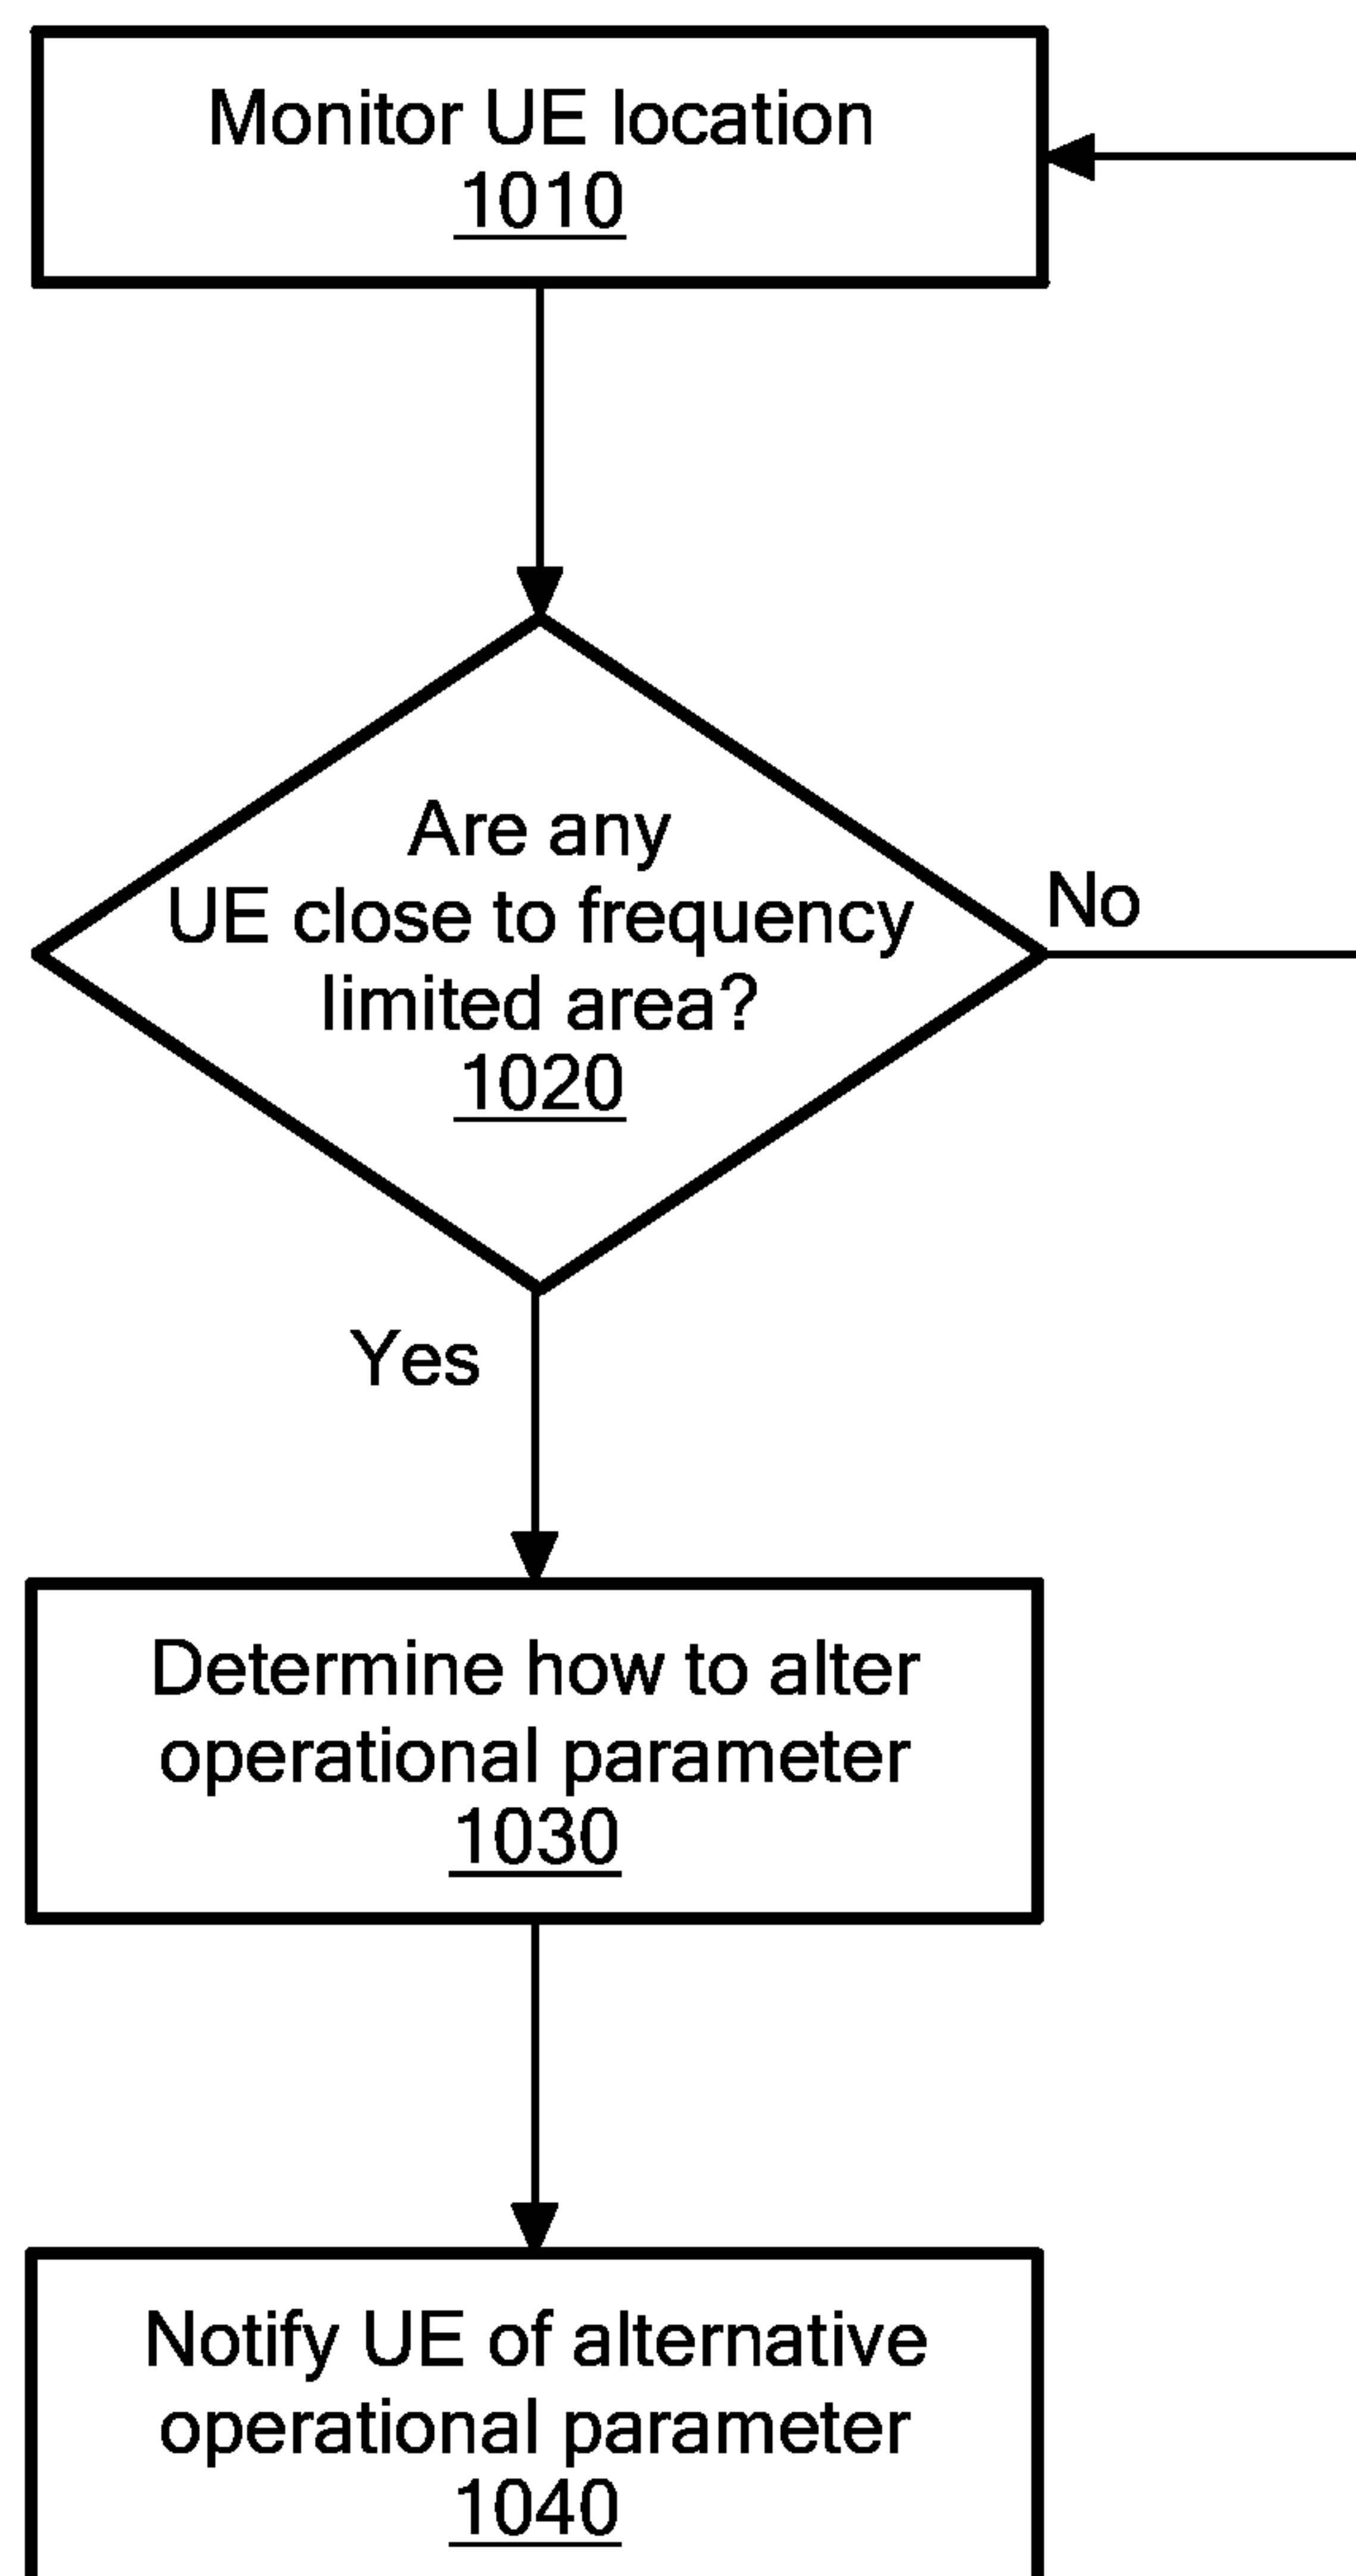 Monitor UE location
1010
Are any
UE close to frequency
limited area?
1020
No
Yes
Determine how to alter
operational parameter
1030
Notify UE of alternative
operational parameter
1040